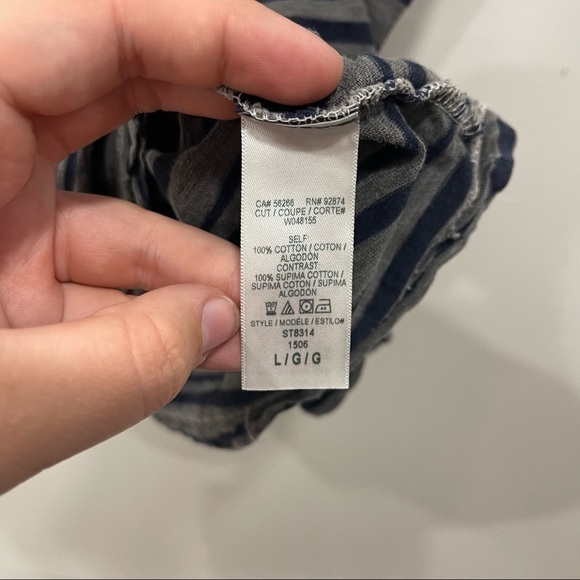 CA# 56286 RN# 92874
CUT / COUPE / CORTE#
W048155
SELF
100% COTTON / COTON /
ALGODÓN
CONTRAST:
100% SUPIMA COTTON /
SUPIMA COTON / SUPIMA
ALGODÓN
STYLE / MODÈLE / ESTILO#
ST8314
1506
L / G / G